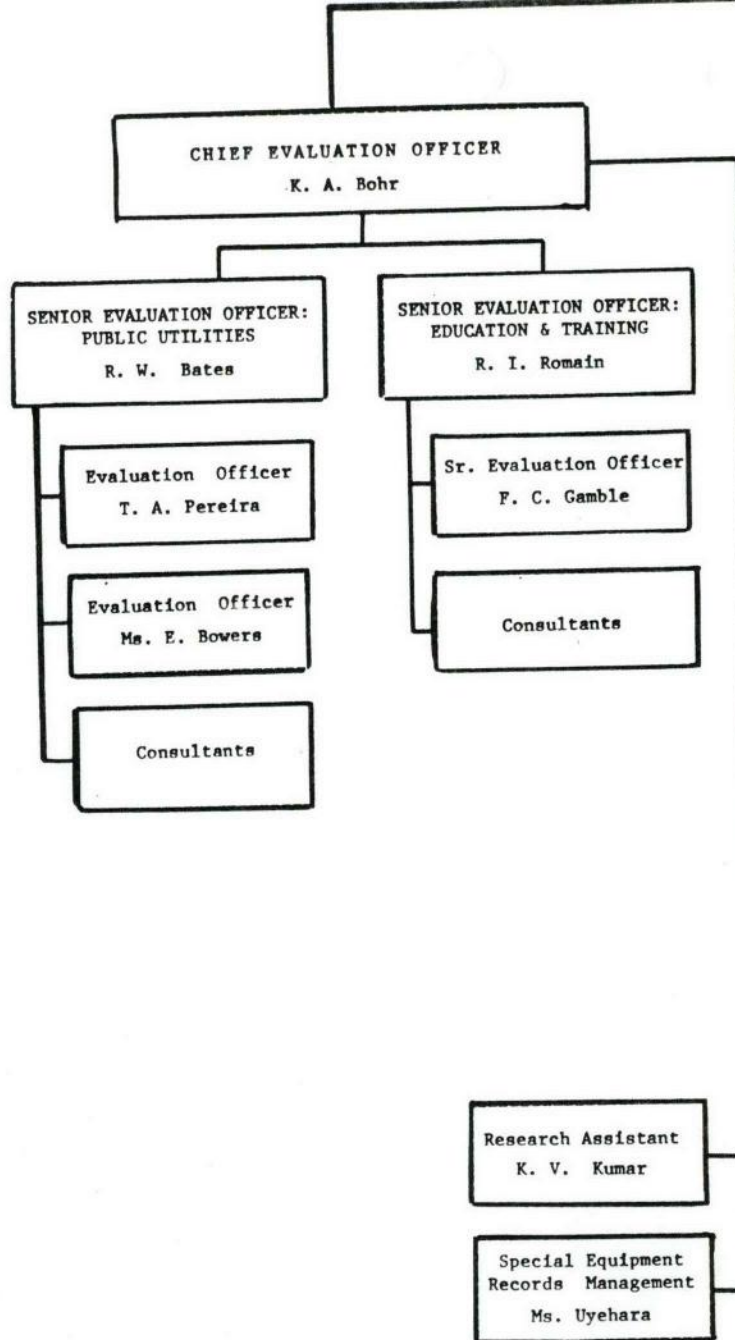 CHIEF EVALUATION OFFICER
K. A. Bohr
SENIOR EVALUATION OFFICER:
PUBLIC UTILITIES
R. W. Bates
SENIOR EVALUATION OFFICER:
EDUCATION & TRAINING
R. I. Romain
Evaluation Officer
T. A. Pereira
Sr. Evaluation Officer
F. C. Gamble
Evaluation Officer
Ms. E. Bowers
Consultants
Consultants
Research Assistant
K. V. Kumar
Special Equipment
Records Management
Ms. Uyehara